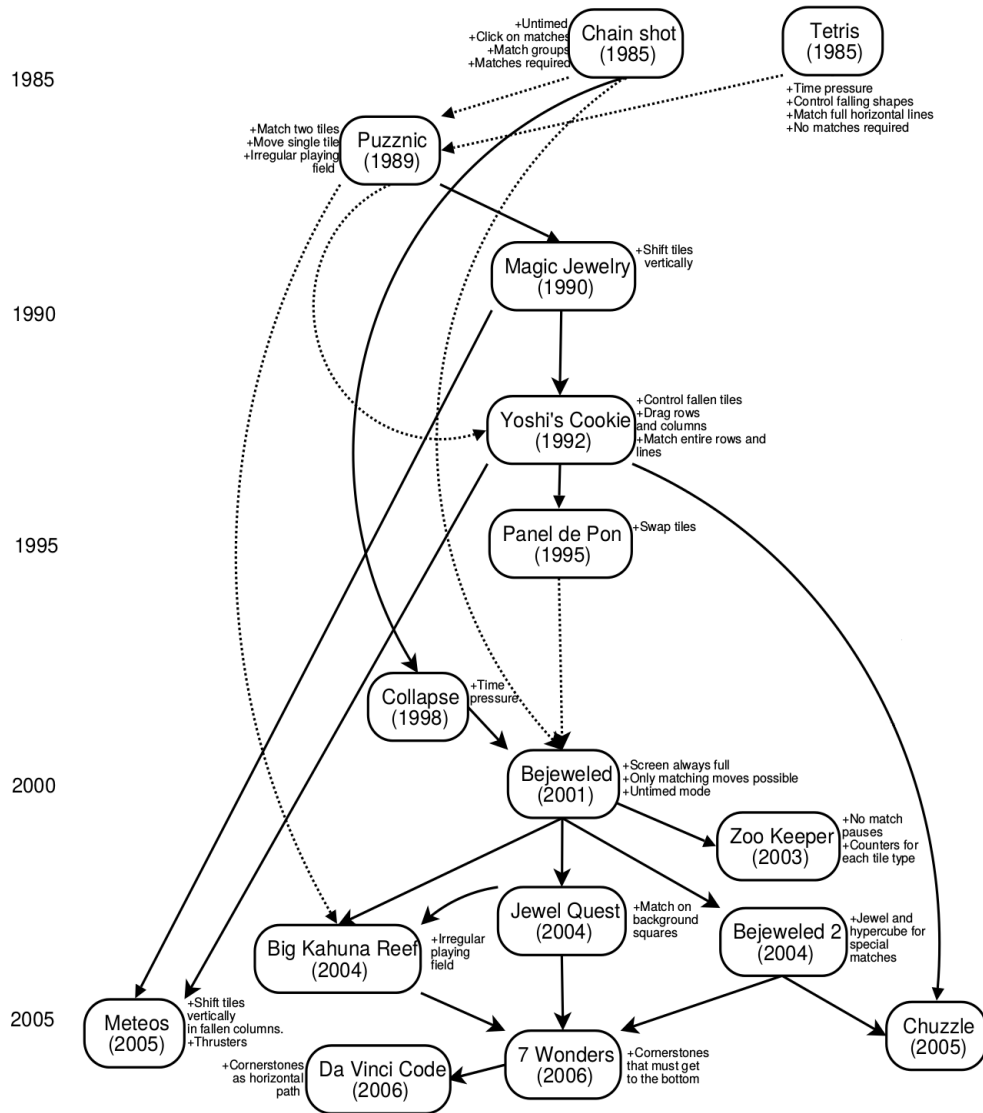 +Untimed
+Click on matches
+Match groups
+Matches required
Chain shot
(1985)
Tetris
(1985)
1985
+Time pressure
+Control falling shapes
+Match full horizontal lines
+No matches required
+Match two tiles
+Move single tile
+Irregular playing
field
Puzznic
(1989)
Magic Jewelry
(1990)
+Shift tiles
vertically
1990
Yoshi's Cookie
(1992)
+Control fallen tiles
+Drag rows
and columns
+Match entire rows and
lines
1995
Panel de Pon
(1995)
+Swap tiles
Collapse
(1998)
+Time
pressure
2000
Bejeweled
(2001)
+Screen always full
+Only matching moves possible
+Untimed mode
Zoo Keeper
(2003)
+No match
pauses
+Counters for
each tile type
Jewel Quest
(2004)
+Match on
background
squares
Big Kahuna Reef
(2004)
+Irregular
playing
field
Bejeweled 2
(2004)
+Jewel and
hypercube for
special
matches
2005
Meteos
(2005)
+Shift tiles
vertically
in fallen columns.
+Thrusters
Chuzzle
(2005)
7 Wonders
(2006)
+Cornerstones
that must get
to the bottom
+Cornerstones
as horizontal
path
Da Vinci Code
(2006)